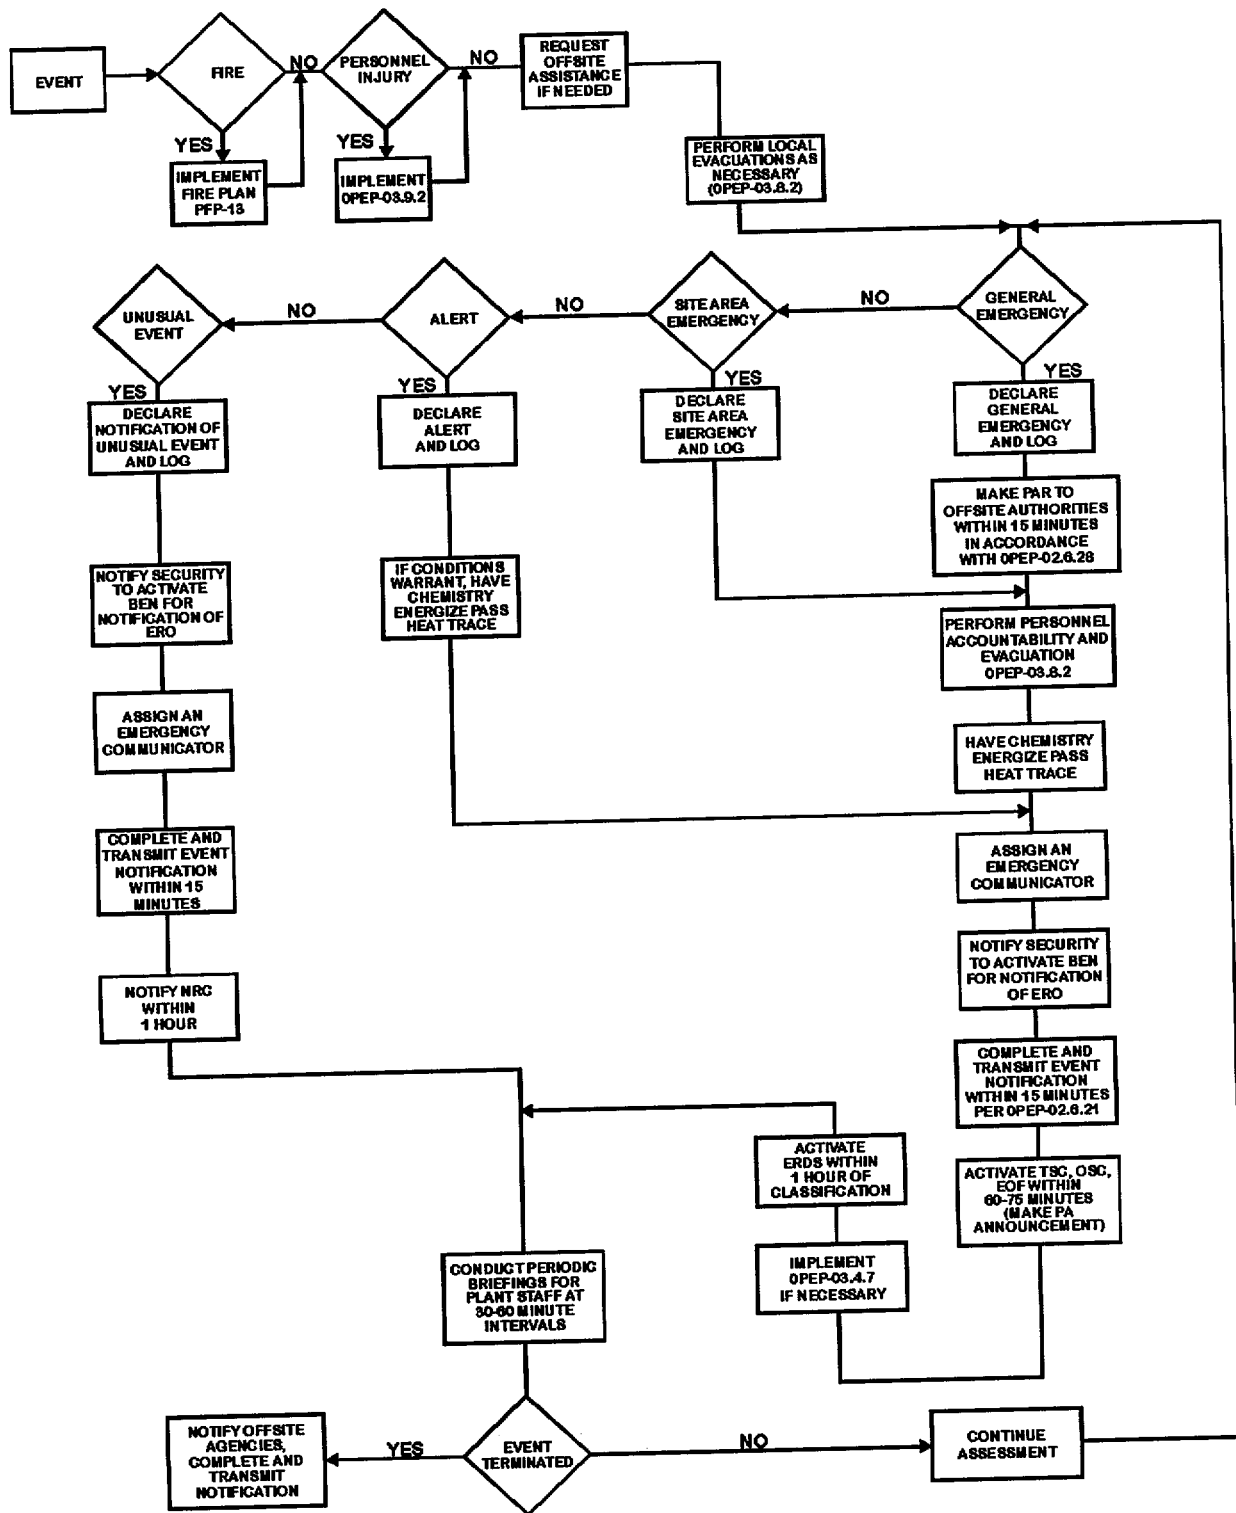 EVENT
FIRE
NO
YES
IMPLEMENT
FIRE PLAN
PFP-13
PERSONNEL
INJURY
NO
YES
IMPLEMENT
0PEP-03.9.2
REQUEST
OFFSITE
ASSISTANCE
IF NEEDED
PERFORM LOCAL
EVACUATIONS AS
NECESSARY
(0PEP-03.8.2)
GENERAL
EMERGENCY
NO
YES
SITE AREA
EMERGENCY
NO
YES
ALERT
NO
YES
UNUSUAL
EVENT
YES
DECLARE
NOTIFICATION OF
UNUSUAL EVENT
AND LOG
DECLARE
ALERT
AND LOG
DECLARE
SITE AREA
EMERGENCY
AND LOG
DECLARE
GENERAL
EMERGENCY
AND LOG
MAKE PAR TO
OFFSITE AUTHORITIES
WITHIN 15 MINUTES
IN ACCORDANCE
WITH 0PEP-02.6.28
NOTIFY SECURITY
TO ACTIVATE
BEN FOR
NOTIFICATION OF
ERO
IF CONDITIONS
WARRANT, HAVE
CHEMISTRY
ENERGIZE PASS
HEAT TRACE
PERFORM PERSONNEL
ACCOUNTABILITY AND
EVACUATION
0PEP-03.8.2
ASSIGN AN
EMERGENCY
COMMUNICATOR
HAVE CHEMISTRY
ENERGIZE PASS
HEAT TRACE
COMPLETE AND
TRANSMIT EVENT
NOTIFICATION
WITHIN 15
MINUTES
ASSIGN AN
EMERGENCY
COMMUNICATOR
NOTIFY NRC
WITHIN
1 HOUR
NOTIFY SECURITY
TO ACTIVATE BEN
FOR NOTIFICATION
OF ERO
COMPLETE AND
TRANSMIT EVENT
NOTIFICATION
WITHIN 15 MINUTES
PER 0PEP-02.6.21
ACTIVATE TSC, OSC,
EOF WITHIN
60-75 MINUTES
(MAKE PA
ANNOUNCEMENT)
ACTIVATE
ERDS WITHIN
1 HOUR OF
CLASSIFICATION
IMPLEMENT
0PEP-03.4.7
IF NECESSARY
CONDUCT PERIODIC
BRIEFINGS FOR
PLANT STAFF AT
30-60 MINUTE
INTERVALS
EVENT
TERMINATED
YES
NO
NOTIFY OFFSITE
AGENCIES,
COMPLETE AND
TRANSMIT
NOTIFICATION
CONTINUE
ASSESSMENT